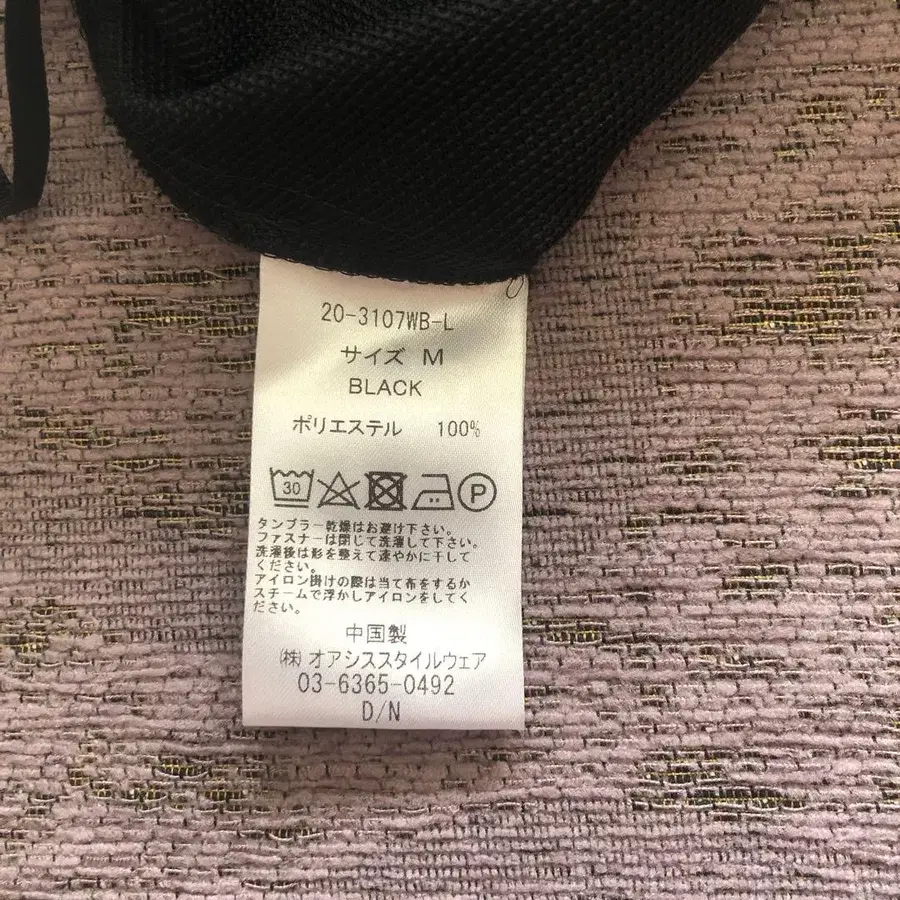 20-3107WB-L
サイズ M
BLACK
ポリエステル 100%
30 P
タンブラー乾燥はお避け下さい。
ファスナーは閉じて洗濯して下さい。
洗濯後は形を整えて速やかに干して
ください。
アイロン掛けの際は当て布をするか
スチームで浮かしアイロンをしてく
ださい。
中国製
㈱オアシススタイルウェア
03-6365-0492
D/N